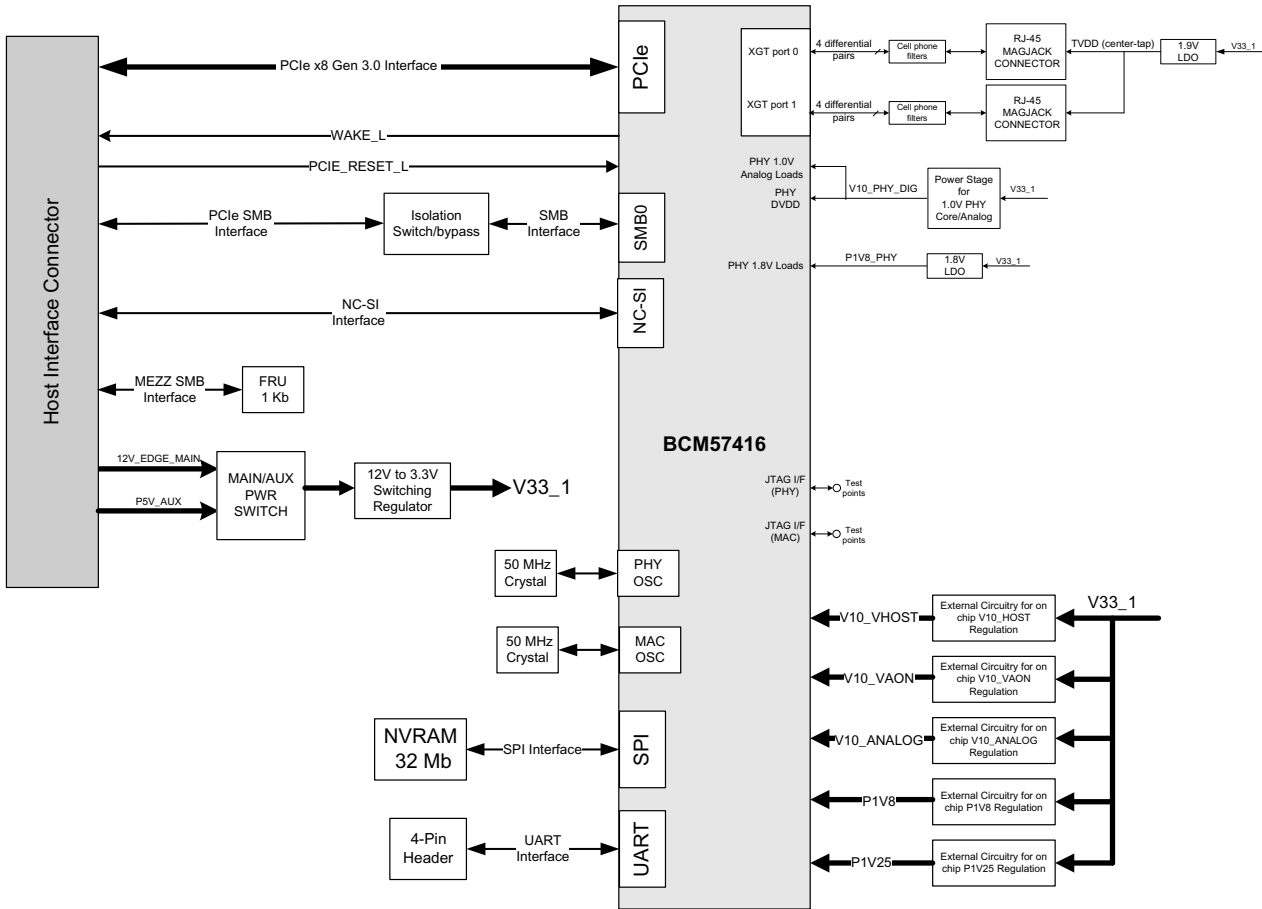 Host Interface Connector
PCIe x8 Gen 3.0 Interface
WAKE_L
PCIE_RESET_L
PCIe SMB
Interface
Isolation
Switch/bypass
SMB
Interface
NC-SI
Interface
MEZZ SMB
Interface
FRU
1 Kb
12V_EDGE_MAIN
P5V_AUX
MAIN/AUX
PWR
SWITCH
12V to 3.3V
Switching
Regulator
V33_1
50 MHz
Crystal
50 MHz
Crystal
NVRAM
32 Mb
SPI Interface
4-Pin
Header
UART
Interface
PCIe
SMB0
NC-SI
PHY
OSC
MAC
OSC
SPI
UART
BCM57416
XGT port 0
XGT port 1
4 differential
pairs
Cell phone
filters
RJ-45
MAGJACK
CONNECTOR
TVDD (center-tap)
1.9V
LDO
V33_1
4 differential
pairs
Cell phone
filters
RJ-45
MAGJACK
CONNECTOR
PHY 1.0V
Analog Loads
PHY
DVDD
V10_PHY_DIG
Power Stage
for
1.0V PHY
Core/Analog
V33_1
PHY 1.8V Loads
P1V8_PHY
1.8V
LDO
V33_1
JTAG I/F
(PHY)
Test
points
JTAG I/F
(MAC)
Test
points
V33_1
V10_VHOST
External Circuitry for on
chip V10_HOST
Regulation
V10_VAON
External Circuitry for on
chip V10_VAON
Regulation
V10_ANALOG
External Circuitry for on
chip V10_ANALOG
Regulation
P1V8
External Circuitry for on
chip P1V8 Regulation
P1V25
External Circuitry for on
chip P1V25 Regulation